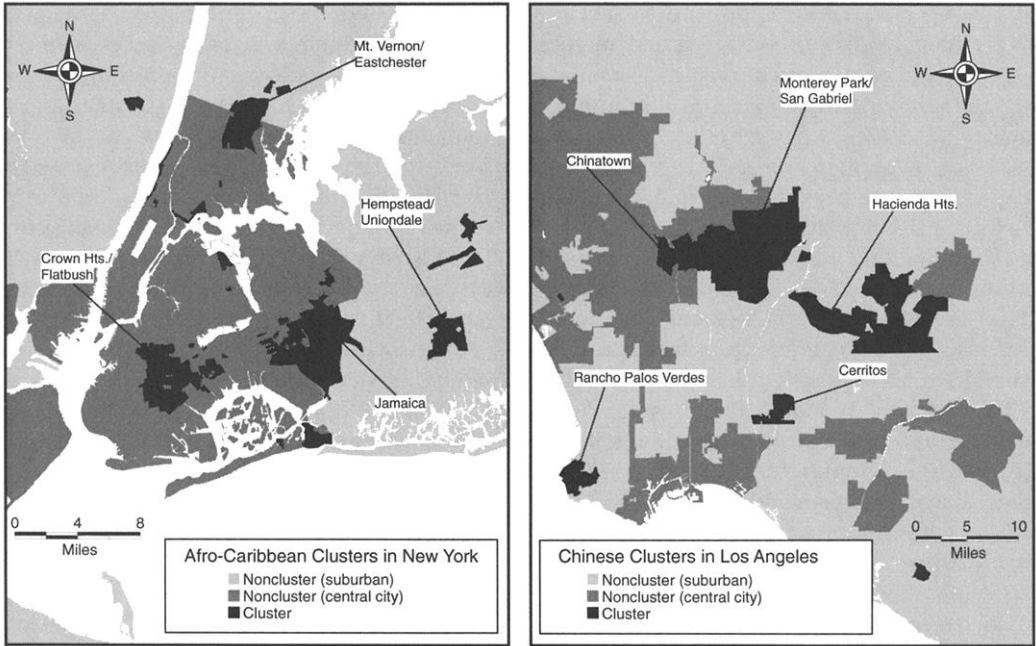 N
W E
S
Mt. Vernon/
Eastchester
Hempstead/
Uniondale
Crown Hts./
Flatbush
Jamaica
0 4 8
Miles
Afro-Caribbean Clusters in New York
Noncluster (suburban)
Noncluster (central city)
Cluster
N
W E
S
Monterey Park/
San Gabriel
Chinatown
Hacienda Hts.
Rancho Palos Verdes
Cerritos
0 5 10
Miles
Chinese Clusters in Los Angeles
Noncluster (suburban)
Noncluster (central city)
Cluster